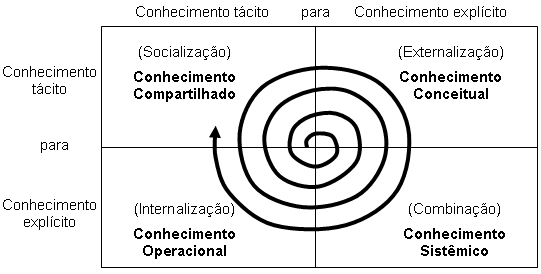 Conhecimento tácito para Conhecimento explícito
(Socialização)
Conhecimento
Compartilhado
(Externalização)
Conhecimento
Conceitual
Conhecimento
tácito
para
Conhecimento
explícito
(Internalização)
Conhecimento
Operacional
(Combinação)
Conhecimento
Sistêmico